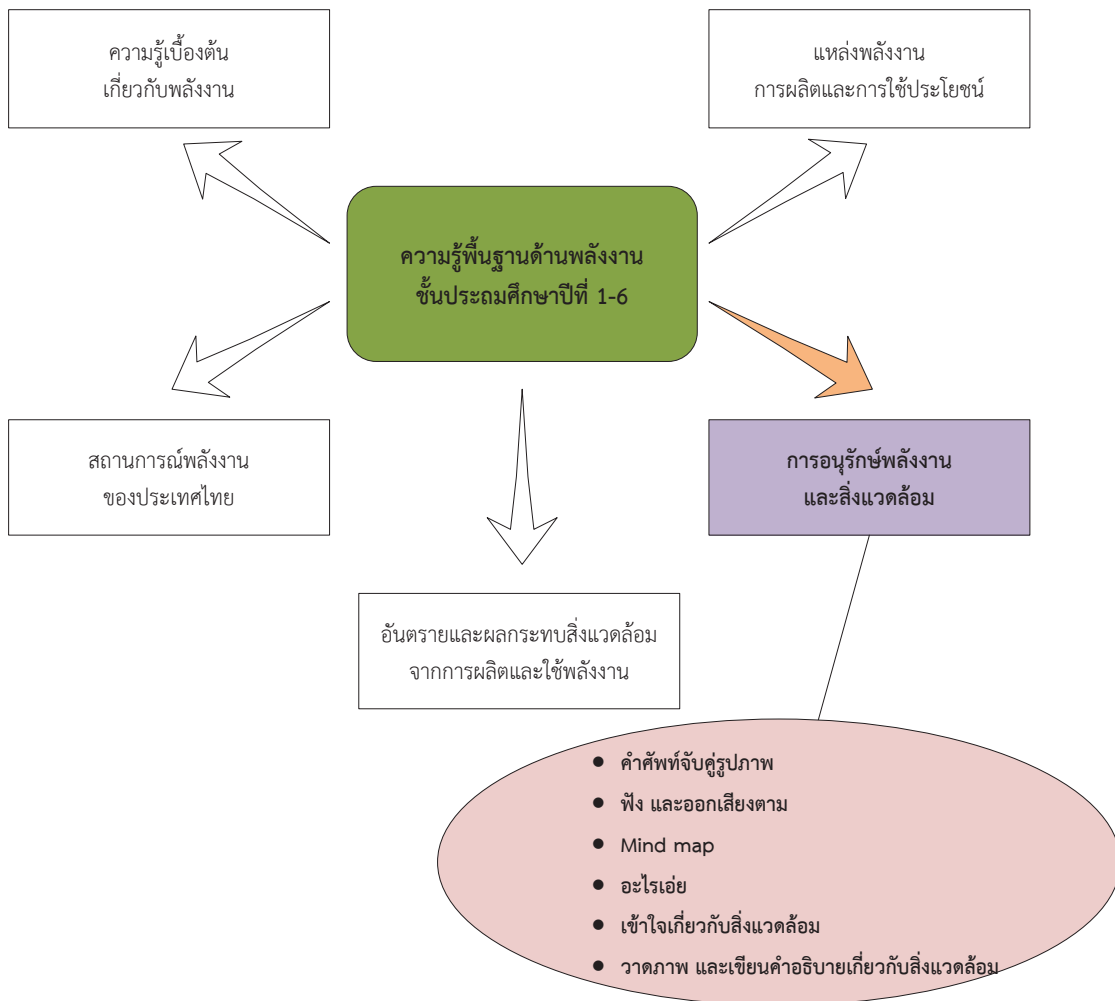 ความรู้เบื้องต้น
เกี่ยวกับพลังงาน
แหล่งพลังงาน
การผลิตและการใช้ประโยชน์
ความรู้พื้นฐานด้านพลังงาน
ชั้นประถมศึกษาปีที่ 1-6
สถานการณ์พลังงาน
ของประเทศไทย
การอนุรักษ์พลังงาน
และสิ่งแวดล้อม
อันตรายและผลกระทบสิ่งแวดล้อม
จากการผลิตและใช้พลังงาน
• คำศัพท์จับคู่รูปภาพ
• ฟัง และออกเสียงตาม
• Mind map
• อะไรเอ่ย
• เข้าใจเกี่ยวกับสิ่งแวดล้อม
• วาดภาพ และเขียนคำอธิบายเกี่ยวกับสิ่งแวดล้อม